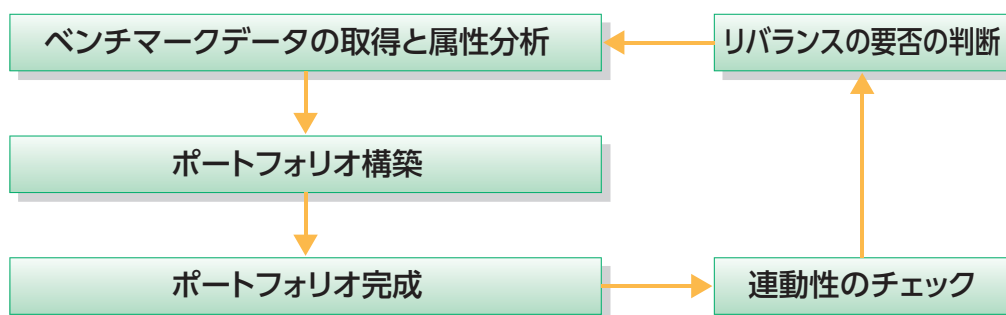 ベンチマークデータの取得と属性分析
リバランスの要否の判断
ポートフォリオ構築
ポートフォリオ完成
連動性のチェック